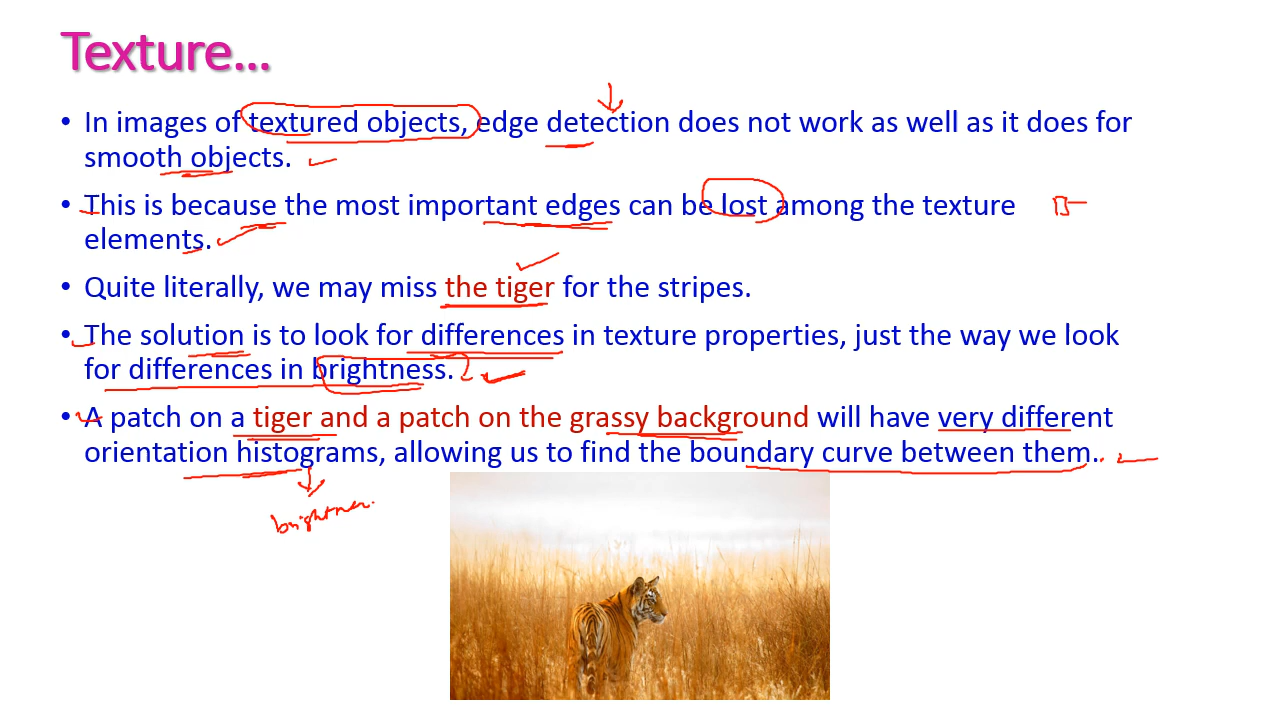 Texture...
• In images of textured objects, edge detection does not work as well as it does for
smooth objects.
• This is because the most important edges can be lost among the texture
elements.
• Quite literally, we may miss the tiger for the stripes.
• The solution is to look for differences in texture properties, just the way we look
for differences in brightness.
• A patch on a tiger and a patch on the grassy background will have very different
orientation histograms, allowing us to find the boundary curve between them.
brightness.